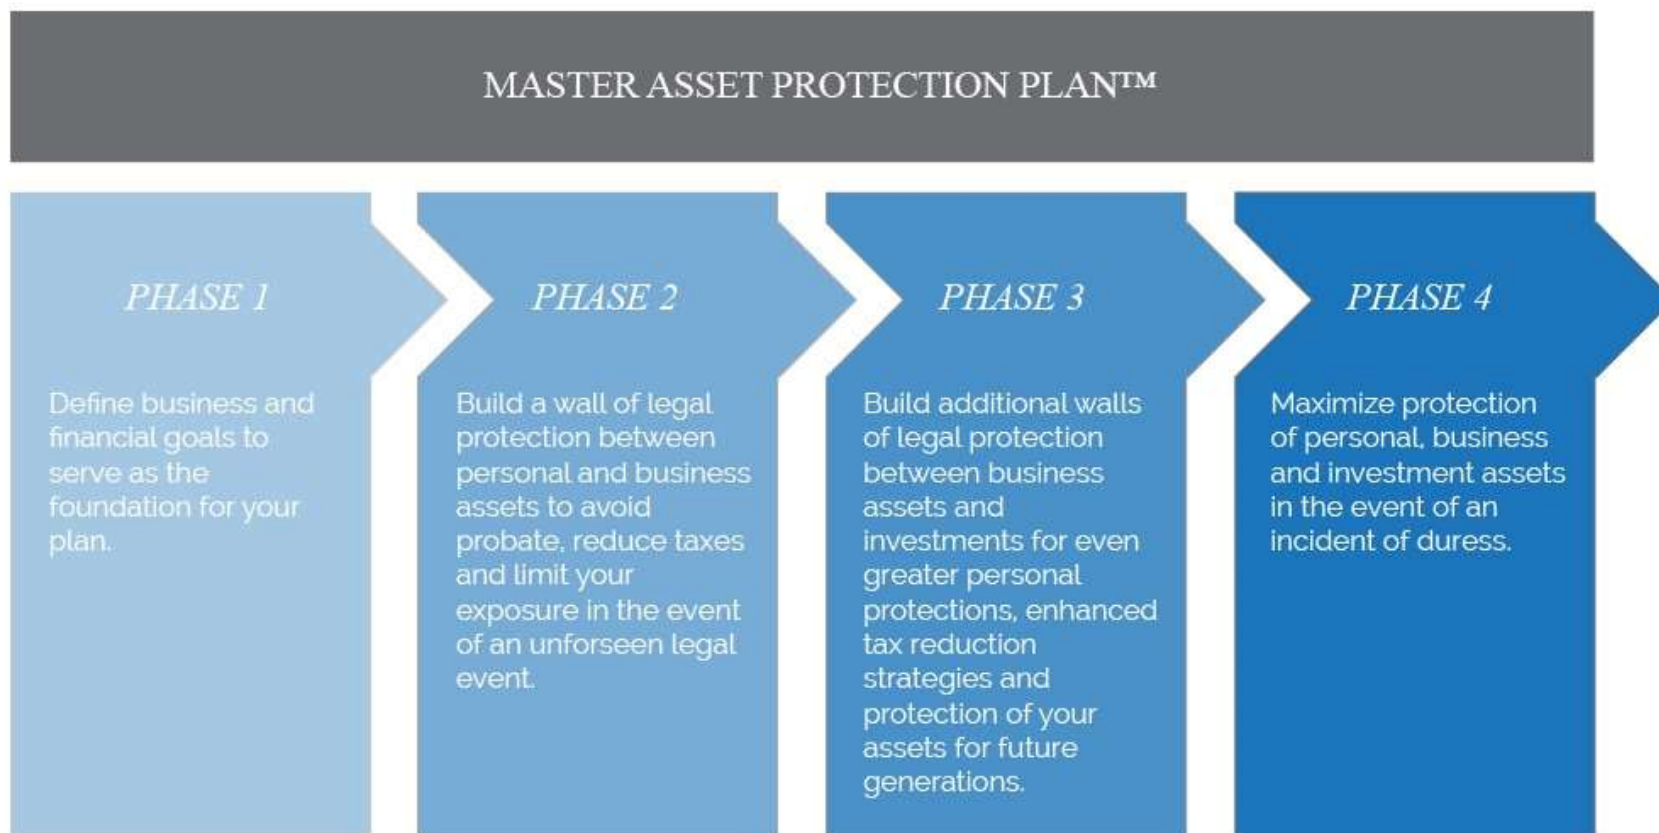 MASTER ASSET PROTECTION PLAN™
PHASE 1
Define business and
financial goals to
serve as the
foundation for your
plan.
PHASE 2
Build a wall of legal
protection between
personal and business
assets to avoid
probate, reduce taxes
and limit your
exposure in the event
of an unforseen legal
event.
PHASE 3
Build additional walls
of legal protection
between business
assets and
investments for even
greater personal
protections, enhanced
tax reduction
strategies and
protection of your
assets for future
generations.
PHASE 4
Maximize protection
of personal, business
and investment assets
in the event of an
incident of duress.